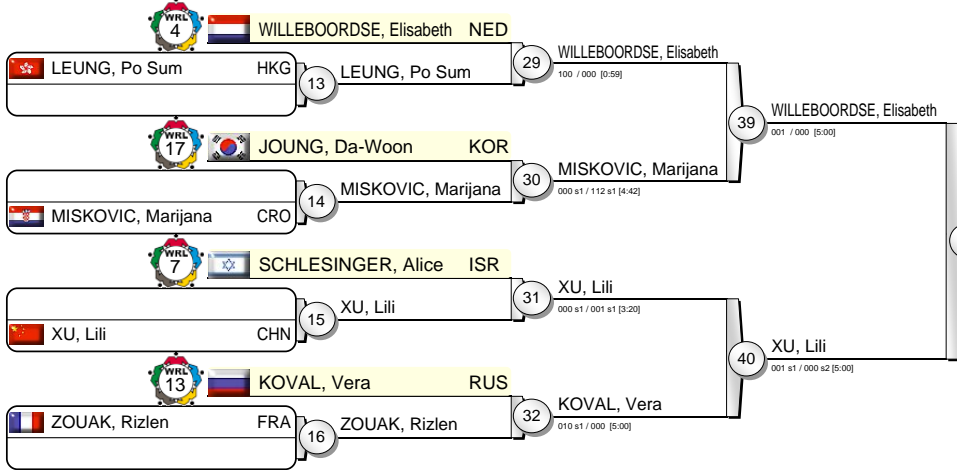 WRL
4
WILLEBOORDSE, Elisabeth NED
LEUNG, Po Sum HKG
13
LEUNG, Po Sum
29
WILLEBOORDSE, Elisabeth
100 / 000 [0:59]
WRL
17
JOUNG, Da-Woon KOR
MISKOVIC, Marijana CRO
14
MISKOVIC, Marijana
30
MISKOVIC, Marijana
000 s1 / 112 s1 [4:42]
39
WILLEBOORDSE, Elisabeth
001 / 000 [5:00]
WRL
7
SCHLESINGER, Alice ISR
XU, Lili CHN
15
XU, Lili
31
XU, Lili
000 s1 / 001 s1 [3:20]
WRL
13
KOVAL, Vera RUS
ZOUAK, Rizlen FRA
16
ZOUAK, Rizlen
32
KOVAL, Vera
010 s1 / 000 [5:00]
40
XU, Lili
001 s1 / 000 s2 [5:00]